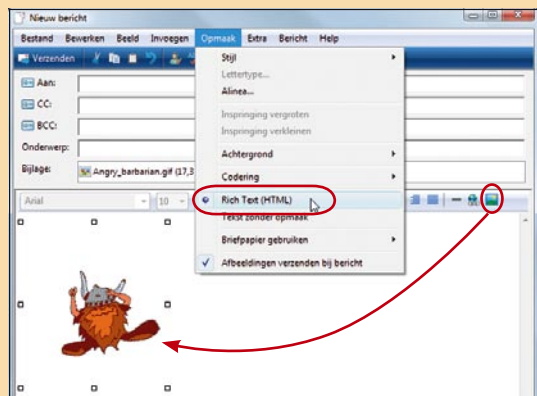 Nieuw bericht
Bestand Bewerken Beeld Invoegen Opmaak Extra Bericht Help
Verzenden
Stijl
Lettertype...
Alinea...
Aan:
CC:
BCC:
Onderwerp:
Bijlage: Angry_barbarian.gif (17,3
Inspringing vergroten
Inspringing verkleinen
Achtergrond
Codering
Arial 10
Rich Text (HTML)
Tekst zonder opmaak
Briefpapier gebruiken
Afbeeldingen verzenden bij bericht